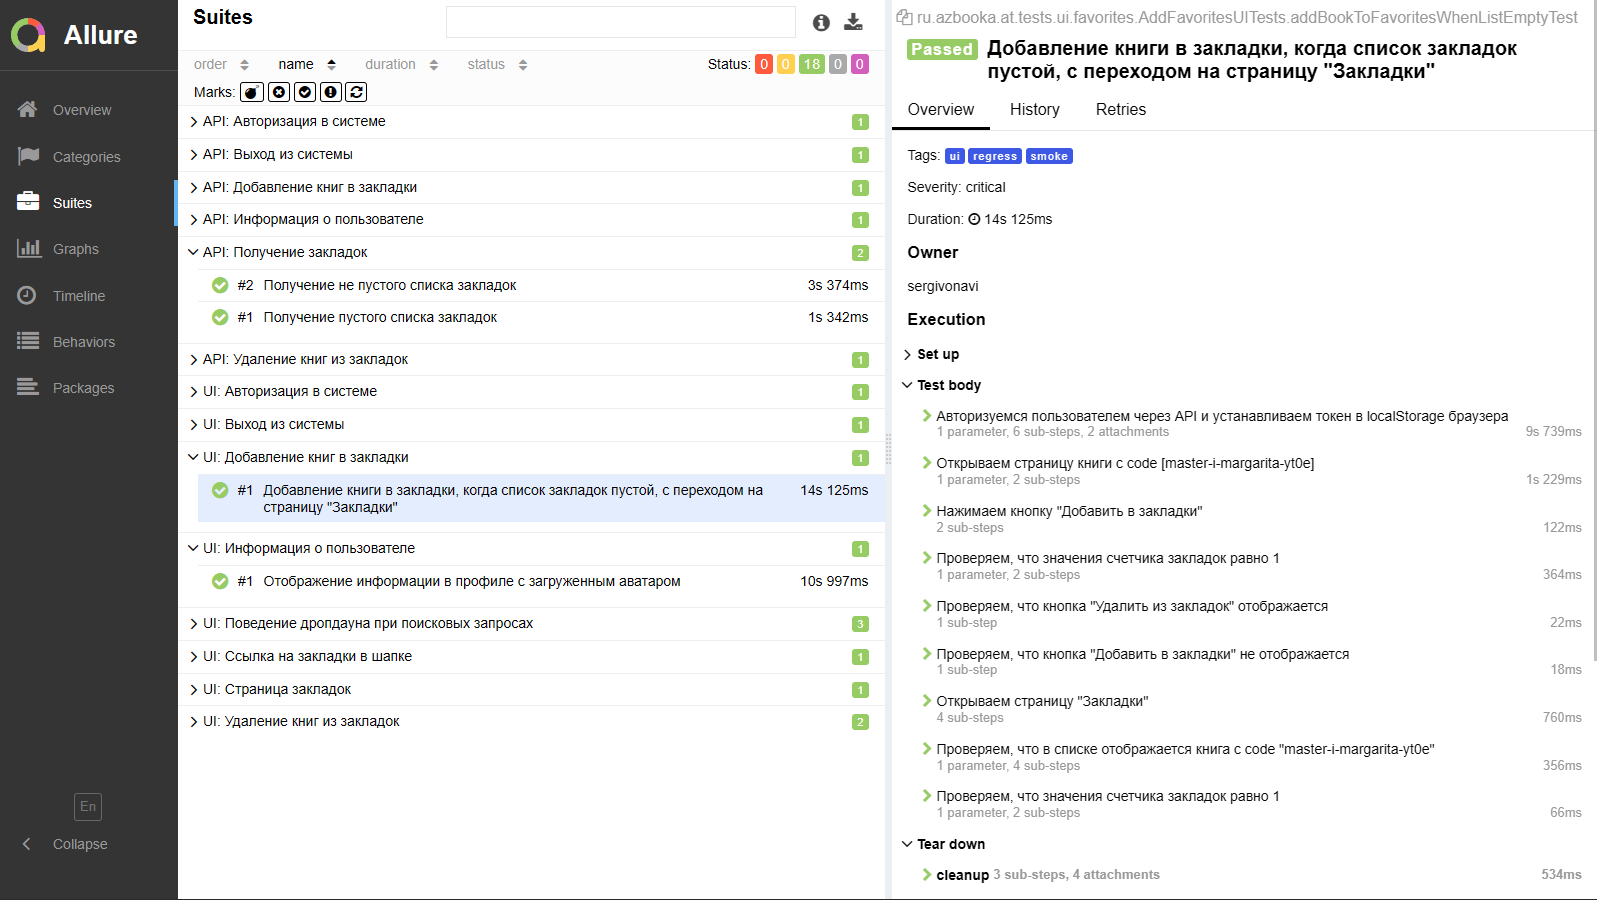 Allure
Overview
Categories
Suites
Graphs
Timeline
Behaviors
Packages
En
Collapse
Suites
order name duration status
Status: 0 0 18 0 0
Marks:
API: Авторизация в системе 1
API: Выход из системы 1
API: Добавление книг в закладки 1
API: Информация о пользователе 1
API: Получение закладок 2
#2 Получение не пустого списка закладок 3s 374ms
#1 Получение пустого списка закладок 1s 342ms
API: Удаление книг из закладок 1
UI: Авторизация в системе 1
UI: Выход из системы 1
UI: Добавление книг в закладки 1
#1 Добавление книги в закладки, когда список закладок пустой, с переходом на 14s 125ms
страницу "Закладки"
UI: Информация о пользователе 1
#1 Отображение информации в профиле с загруженным аватаром 10s 997ms
UI: Поведение дропдауна при поисковых запросах 3
UI: Ссылка на закладки в шапке 1
UI: Страница закладок 1
UI: Удаление книг из закладок 2
ru.azbooka.at.tests.ui.favorites.AddFavoritesUITests.addBookToFavoritesWhenListEmptyTest
Passed Добавление книги в закладки, когда список закладок
пустой, с переходом на страницу "Закладки"
Overview History Retries
Tags: ui regress smoke
Severity: critical
Duration: 14s 125ms
Owner
sergivonavi
Execution
Set up
Test body
Авторизуемся пользователем через API и устанавливаем токен в localStorage браузера
1 parameter, 6 sub-steps, 2 attachments 9s 739ms
Открываем страницу книги с code [master-i-margarita-yt0e]
1 parameter, 2 sub-steps 1s 229ms
Нажимаем кнопку "Добавить в закладки"
2 sub-steps 122ms
Проверяем, что значения счетчика закладок равно 1
1 parameter, 2 sub-steps 364ms
Проверяем, что кнопка "Удалить из закладок" отображается
1 sub-step 22ms
Проверяем, что кнопка "Добавить в закладки" не отображается
1 sub-step 18ms
Открываем страницу "Закладки"
4 sub-steps 760ms
Проверяем, что в списке отображается книга с code "master-i-margarita-yt0e"
1 parameter, 4 sub-steps 356ms
Проверяем, что значения счетчика закладок равно 1
1 parameter, 2 sub-steps 66ms
Tear down
cleanup 3 sub-steps, 4 attachments 534ms